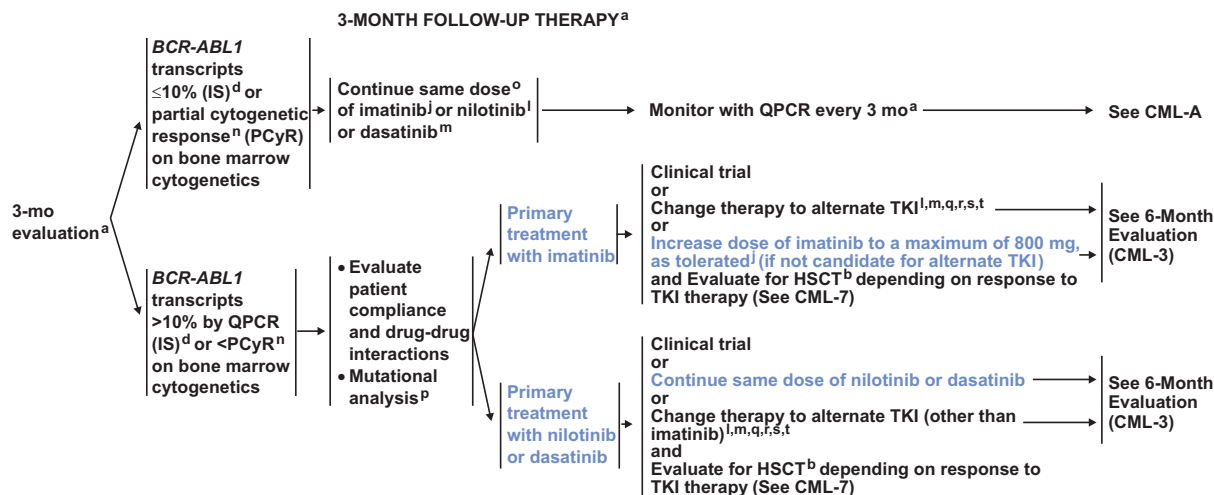 3-MONTH FOLLOW-UP THERAPYa
BCR-ABL1
transcripts
≤10% (IS)d or
partial cytogenetic
responsen (PCyR)
on bone marrow
cytogenetics
Continue same doseo
of imatinibj or nilotinibl
or dasatinibm
Monitor with QPCR every 3 moa
See CML-A
3-mo
evaluationa
BCR-ABL1
transcripts
>10% by QPCR
(IS)d or <PCyRn
on bone marrow
cytogenetics
• Evaluate
patient
compliance
and drug-drug
interactions
• Mutational
analysisp
Primary
treatment
with imatinib
Clinical trial
or
Change therapy to alternate TKIl,m,q,r,s,t
or
Increase dose of imatinib to a maximum of 800 mg,
as toleratedj (if not candidate for alternate TKI)
and Evaluate for HSCTb depending on response to
TKI therapy (See CML-7)
See 6-Month
Evaluation
(CML-3)
Primary
treatment
with nilotinib
or dasatinib
Clinical trial
or
Continue same dose of nilotinib or dasatinib
or
Change therapy to alternate TKI (other than
imatinib)l,m,q,r,s,t
and
Evaluate for HSCTb depending on response to
TKI therapy (See CML-7)
See 6-Month
Evaluation
(CML-3)